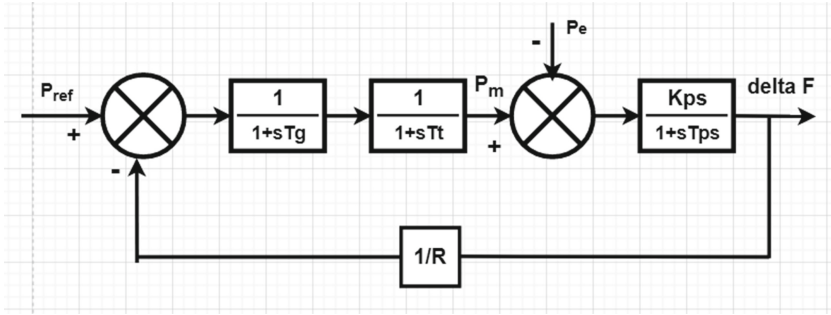 - Pe
Pref
+
1
1+sTg
1
1+sTt
Pm
+
Kps
1+sTps
delta F
-
1/R